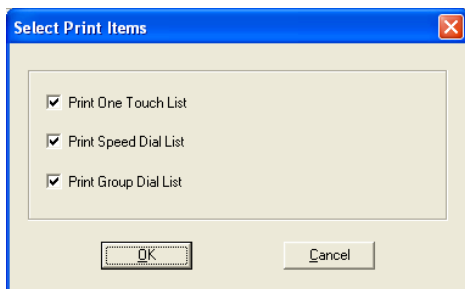 Select Print Items
Print One Touch List
Print Speed Dial List
Print Group Dial List
OK Cancel